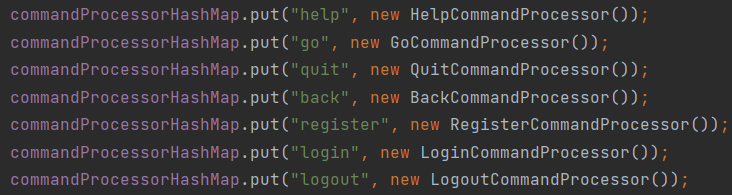 commandProcessorHashMap.put("help", new HelpCommandProcessor());
commandProcessorHashMap.put("go", new GoCommandProcessor());
commandProcessorHashMap.put("quit", new QuitCommandProcessor());
commandProcessorHashMap.put("back", new BackCommandProcessor());
commandProcessorHashMap.put("register", new RegisterCommandProcessor());
commandProcessorHashMap.put("login", new LoginCommandProcessor());
commandProcessorHashMap.put("logout", new LogoutCommandProcessor());